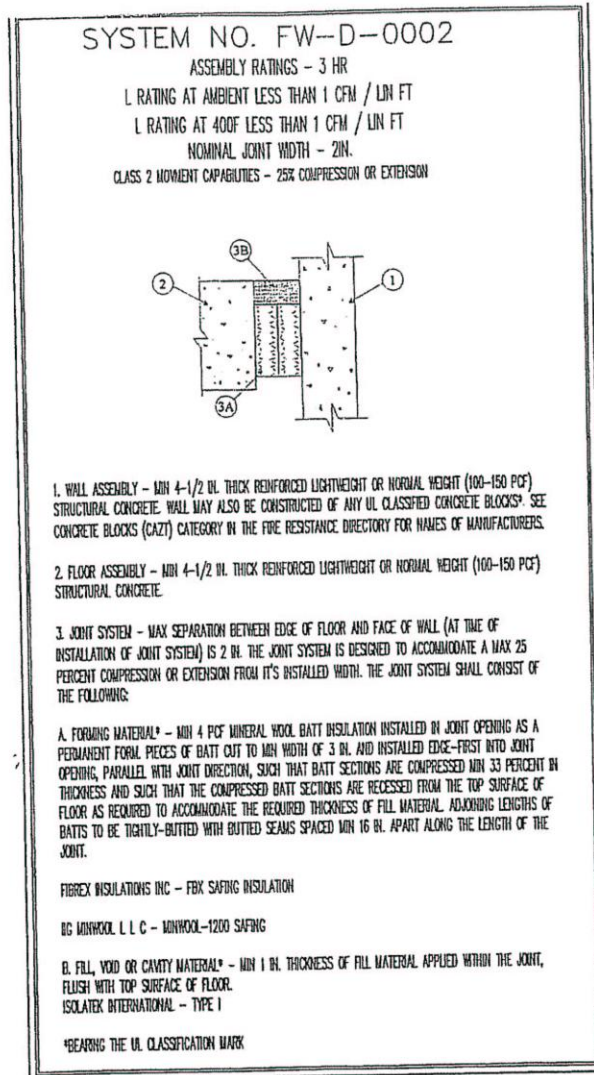 SYSTEM NO. FW-D-0002
ASSEMBLY RATINGS - 3 HR
L RATING AT AMBIENT LESS THAN 1 CFM / LIN FT
L RATING AT 400F LESS THAN 1 CFM / LIN FT
NOMINAL JOINT WIDTH - 2IN.
CLASS 2 MOVMENT CAPABILITIES - 25% COMPRESSION OR EXTENSION
3B
2
1
3A
1. WALL ASSEMBLY - MIN 4-1/2 IN. THICK REINFORCED LIGHTWEIGHT OR NORMAL WEIGHT (100-150 PCF)
STRUCTURAL CONCRETE. WALL MAY ALSO BE CONSTRUCTED OF ANY UL CLASSIFIED CONCRETE BLOCKS*. SEE
CONCRETE BLOCKS (CAZT) CATEGORY IN THE FIRE RESISTANCE DIRECTORY FOR NAMES OF MANUFACTURERS.
2. FLOOR ASSEMBLY - MIN 4-1/2 IN. THICK REINFORCED LIGHTWEIGHT OR NORMAL WEIGHT (100-150 PCF)
STRUCTURAL CONCRETE.
3. JOINT SYSTEM - MAX SEPARATION BETWEEN EDGE OF FLOOR AND FACE OF WALL (AT TIME OF
INSTALLATION OF JOINT SYSTEM) IS 2 IN. THE JOINT SYSTEM IS DESIGNED TO ACCOMMODATE A MAX 25
PERCENT COMPRESSION OR EXTENSION FROM IT'S INSTALLED WIDTH. THE JOINT SYSTEM SHALL CONSIST OF
THE FOLLOWING:
A. FORMING MATERIAL* - MIN 4 PCF MINERAL WOOL BATT INSULATION INSTALLED IN JOINT OPENING AS A
PERMANENT FORM. PIECES OF BATT CUT TO MIN WIDTH OF 3 IN. AND INSTALLED EDGE-FIRST INTO JOINT
OPENING, PARALLEL WITH JOINT DIRECTION, SUCH THAT BATT SECTIONS ARE COMPRESSED MIN 33 PERCENT IN
THICKNESS AND SUCH THAT THE COMPRESSED BATT SECTIONS ARE RECESSED FROM THE TOP SURFACE OF
FLOOR AS REQUIRED TO ACCOMMODATE THE REQUIRED THICKNESS OF FILL MATERIAL. ADJOINING LENGTHS OF
BATTS TO BE TIGHTLY-BUTTED WITH BUTTED SEAMS SPACED MIN 16 IN. APART ALONG THE LENGTH OF THE
JOINT.
FIBREX INSULATIONS INC - FBX SAFING INSULATION
IIG MINWOOL L L C - MINWOOL-1200 SAFING
B. FILL, VOID OR CAVITY MATERIAL* - MIN 1 IN. THICKNESS OF FILL MATERIAL APPLIED WITHIN THE JOINT,
FLUSH WITH TOP SURFACE OF FLOOR.
ISOLATEK INTERNATIONAL - TYPE I
*BEARING THE UL CLASSIFICATION MARK